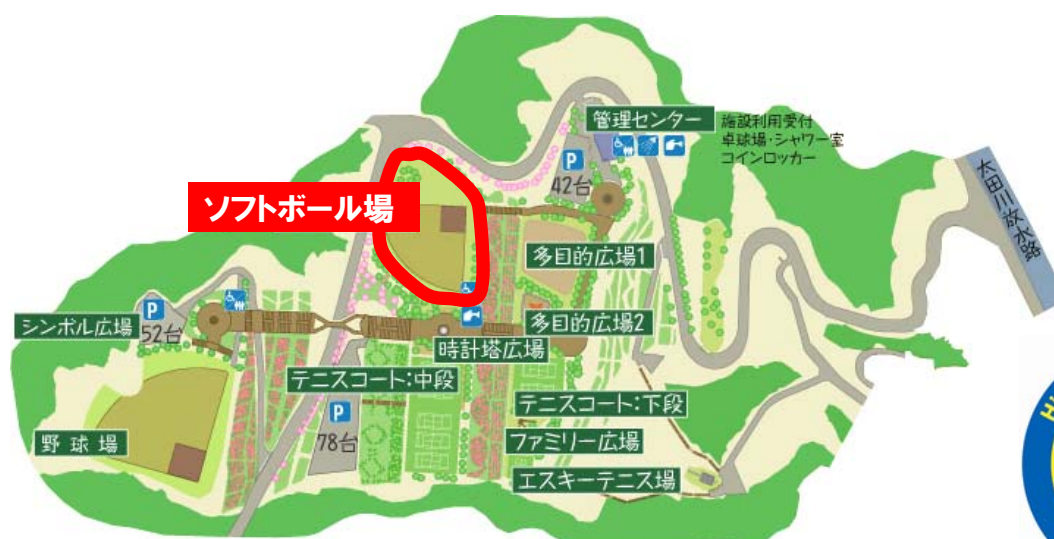 管理センター
施設利用受付
卓球場・シャワー室
コインロッカー
P
42台
太田川放水路
ソフトボール場
多目的広場1
P
シンボル広場
52台
多目的広場2
時計塔広場
テニスコート:中段
P
78台
テニスコート:下段
野球場
ファミリー広場
エスキーテニス場
H